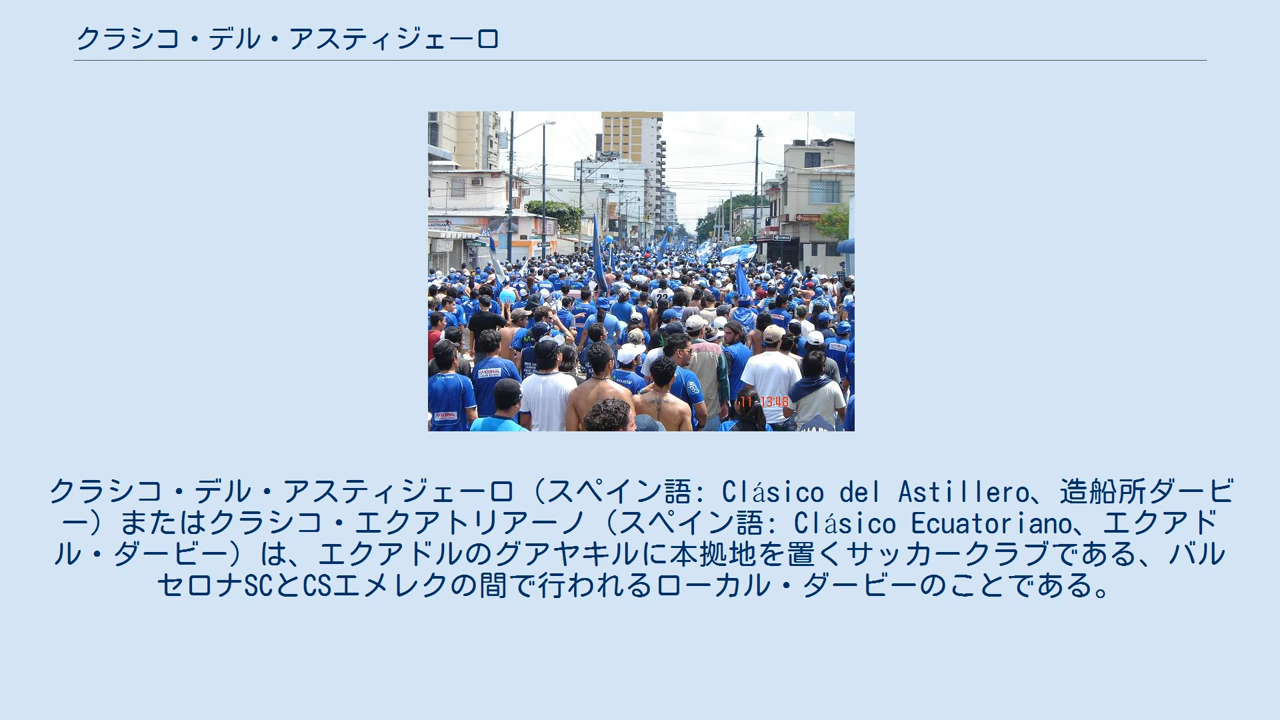 クラシコ・デル・アスティジェーロ
22
11 13:48
クラシコ・デル・アスティジェーロ（スペイン語: Clásico del Astillero、造船所ダービ
ー）またはクラシコ・エクアトリアーノ（スペイン語: Clásico Ecuatoriano、エクアド
ル・ダービー）は、エクアドルのグアヤキルに本拠地を置くサッカークラブである、バル
セロナSCとCSエメレクの間で行われるローカル・ダービーのことである。